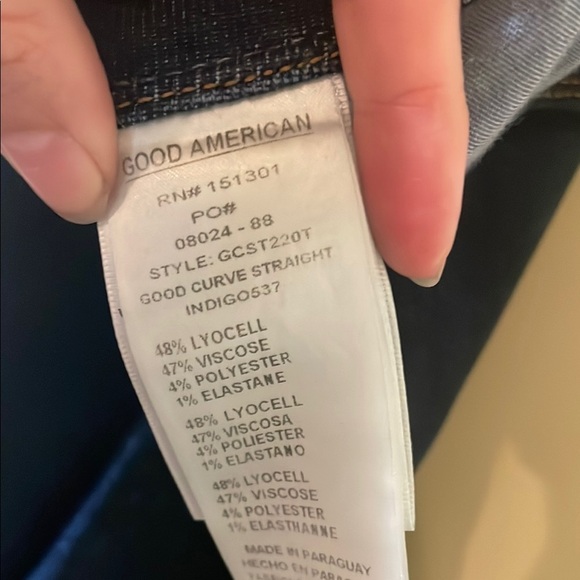 GOOD AMERICAN
RN# 151301
PO#
08024 - 88
STYLE: GCST220T
GOOD CURVE STRAIGHT
INDIGO537
48% LYOCELL
47% VISCOSE
4% POLYESTER
1% ELASTANE
48% LYOCELL
47% VISCOSA
4% POLIESTER
1% ELASTANO
48% LYOCELL
47% VISCOSE
4% POLYESTER
1% ELASTHANNE
MADE IN PARAGUAY
HECHO EN